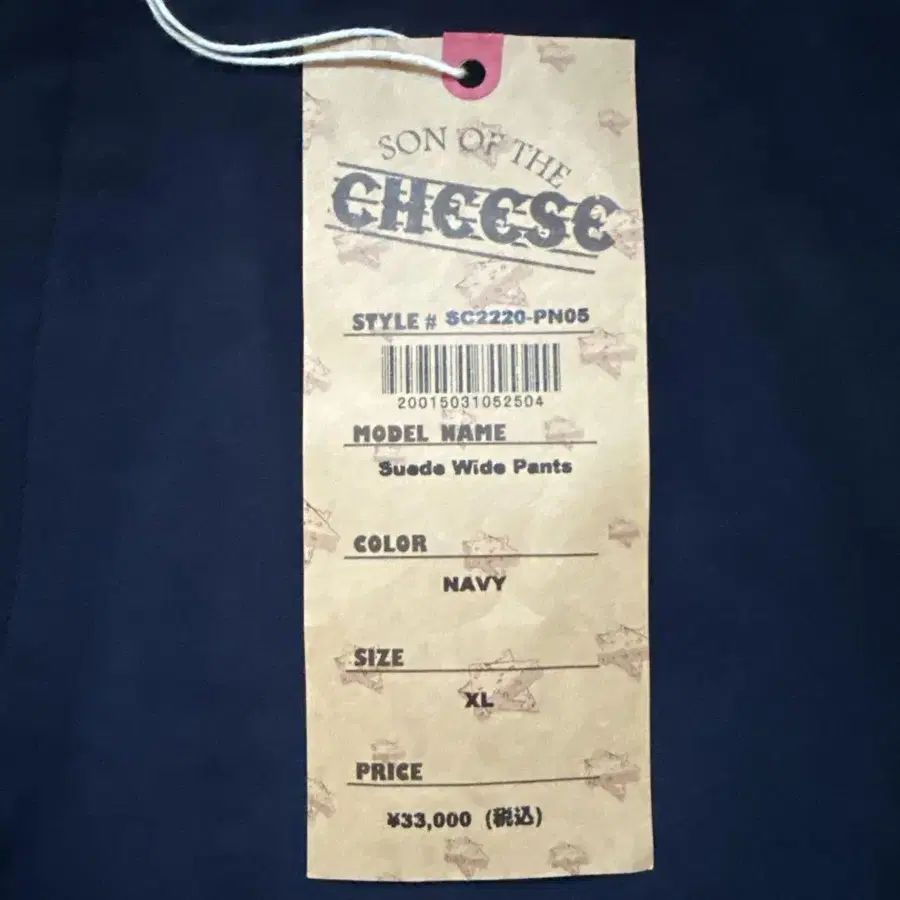 SON OF THE
CHEESE
STYLE # SC2220-PN05
20015031052504
MODEL NAME
Suede Wide Pants
COLOR
NAVY
SIZE
XL
PRICE
¥33,000 (税込)